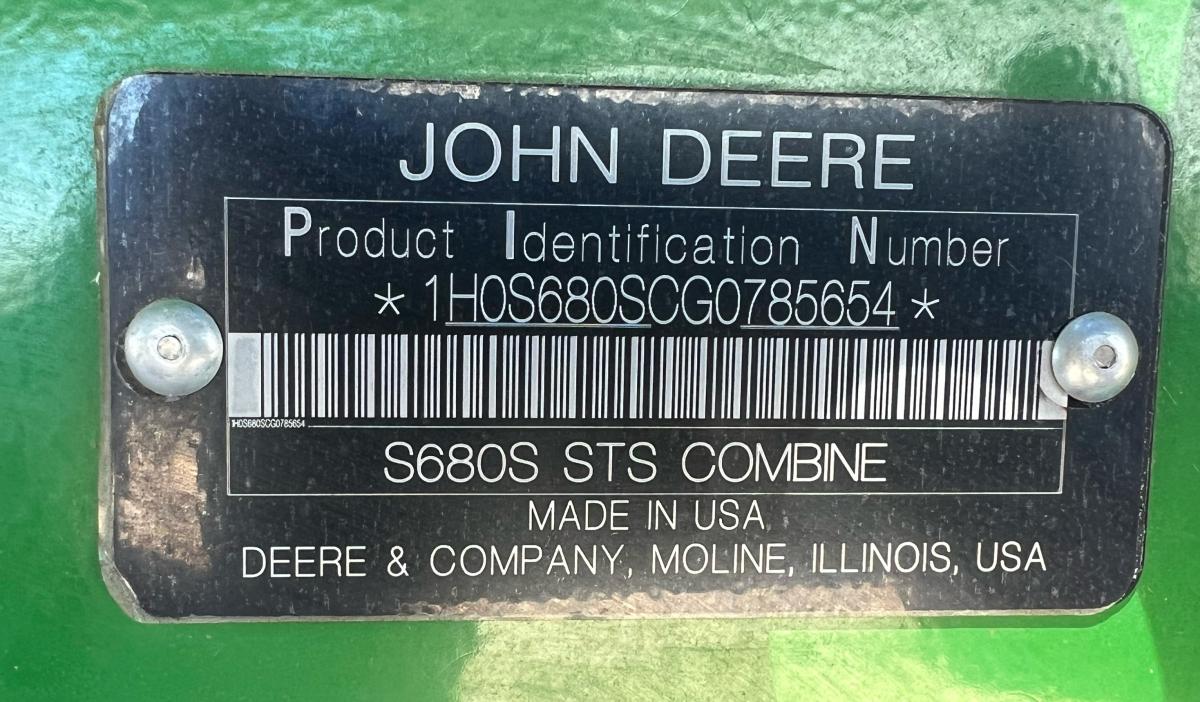 JOHN DEERE
Product Identification Number
*1H0S680SCG0785654*
1H0S680SCG0785654
S680S STS COMBINE
MADE IN USA
DEERE & COMPANY, MOLINE, ILLINOIS, USA